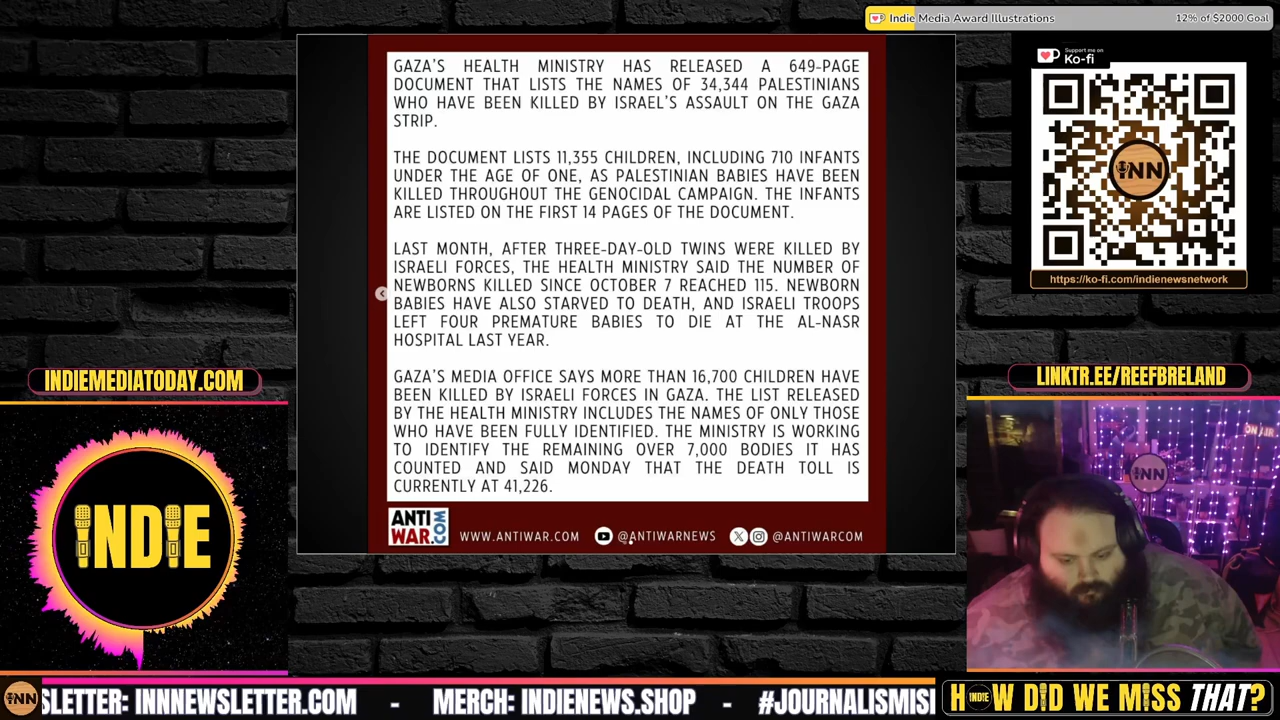 Indie Media Award Illustrations
12% of $2000 Goal
GAZA'S HEALTH MINISTRY HAS RELEASED A 649-PAGE
DOCUMENT THAT LISTS THE NAMES OF 34,344 PALESTINIANS
WHO HAVE BEEN KILLED BY ISRAEL'S ASSAULT ON THE GAZA
STRIP.
THE DOCUMENT LISTS 11,355 CHILDREN, INCLUDING 710 INFANTS
UNDER THE AGE OF ONE, AS PALESTINIAN BABIES HAVE BEEN
KILLED THROUGHOUT THE GENOCIDAL CAMPAIGN. THE INFANTS
ARE LISTED ON THE FIRST 14 PAGES OF THE DOCUMENT.
LAST MONTH, AFTER THREE-DAY-OLD TWINS WERE KILLED BY
ISRAELI FORCES, THE HEALTH MINISTRY SAID THE NUMBER OF
NEWBORNS KILLED SINCE OCTOBER 7 REACHED 115. NEWBORN
BABIES HAVE ALSO STARVED TO DEATH, AND ISRAELI TROOPS
LEFT FOUR PREMATURE BABIES TO DIE AT THE AL-NASR
HOSPITAL LAST YEAR.
GAZA'S MEDIA OFFICE SAYS MORE THAN 16,700 CHILDREN HAVE
BEEN KILLED BY ISRAELI FORCES IN GAZA. THE LIST RELEASED
BY THE HEALTH MINISTRY INCLUDES THE NAMES OF ONLY THOSE
WHO HAVE BEEN FULLY IDENTIFIED. THE MINISTRY IS WORKING
TO IDENTIFY THE REMAINING OVER 7,000 BODIES IT HAS
COUNTED AND SAID MONDAY THAT THE DEATH TOLL IS
CURRENTLY AT 41,226.
ANTI
WAR.COM
WWW.ANTIWAR.COM
@ANTIWARNEWS
@ANTIWARCOM
Support me on
Ko-fi
INN
https://ko-fi.com/indienewsnetwork
INDIEMEDIATODAY.COM
INDIE
LINKTR.EE/REEFBRELAND
ON AIR
INN
INN
SLETTER: INNNEWSLETTER.COM - MERCH: INDIENEWS.SHOP - #JOURNALISMISI
HOW DID WE MISS THAT?